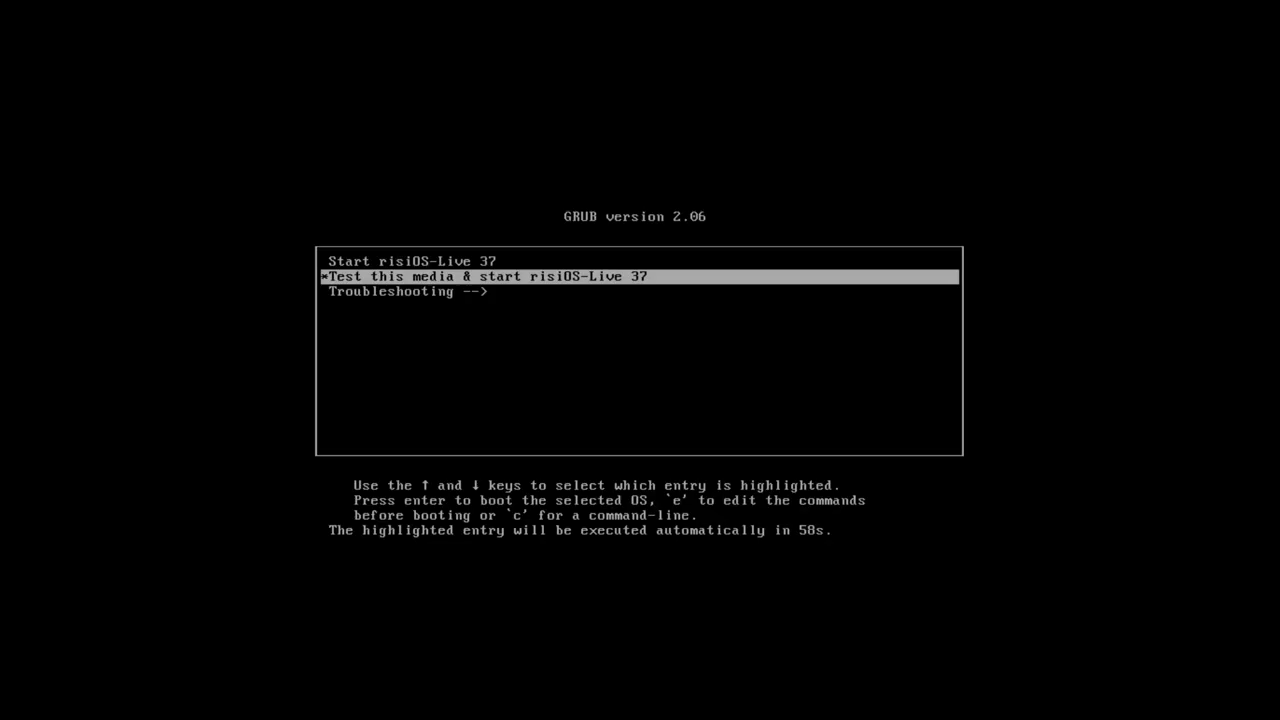 GRUB version 2.06
Start risiOS-Live 37
*Test this media & start risiOS-Live 37
Troubleshooting -->
Use the ↑ and ↓ keys to select which entry is highlighted.
Press enter to boot the selected OS, `e' to edit the commands
before booting or `c' for a command-line.
The highlighted entry will be executed automatically in 58s.